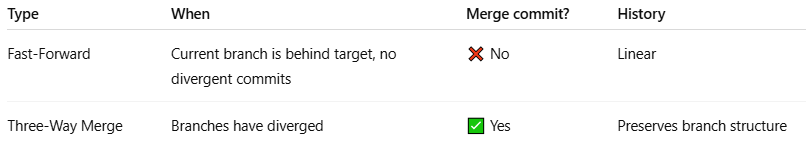 Type When Merge commit? History
Fast-Forward Current branch is behind target, no ❌ No Linear
divergent commits
Three-Way Merge Branches have diverged ✅ Yes Preserves branch structure